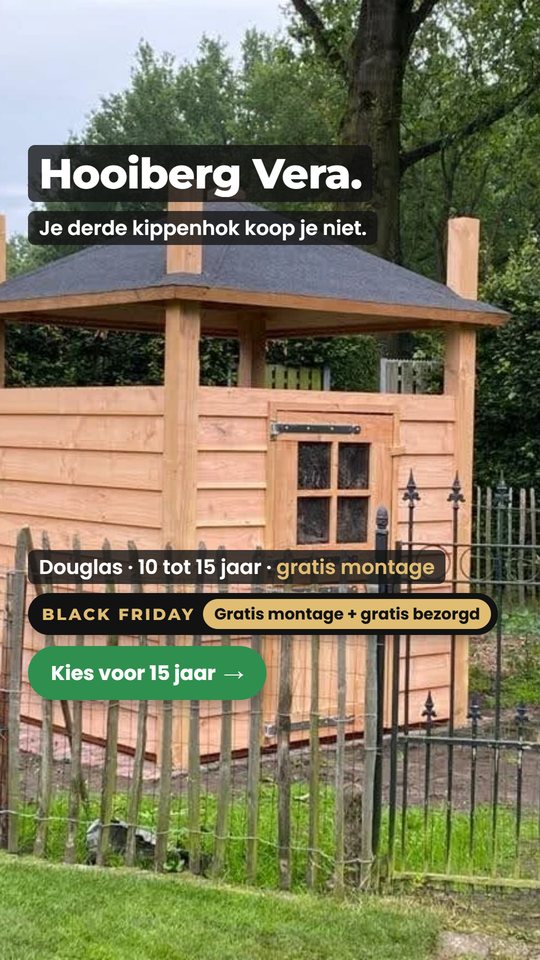 Hooiberg Vera.
Je derde kippenhok koop je niet.
Douglas · 10 tot 15 jaar · gratis montage
BLACK FRIDAY Gratis montage + gratis bezorgd
Kies voor 15 jaar →